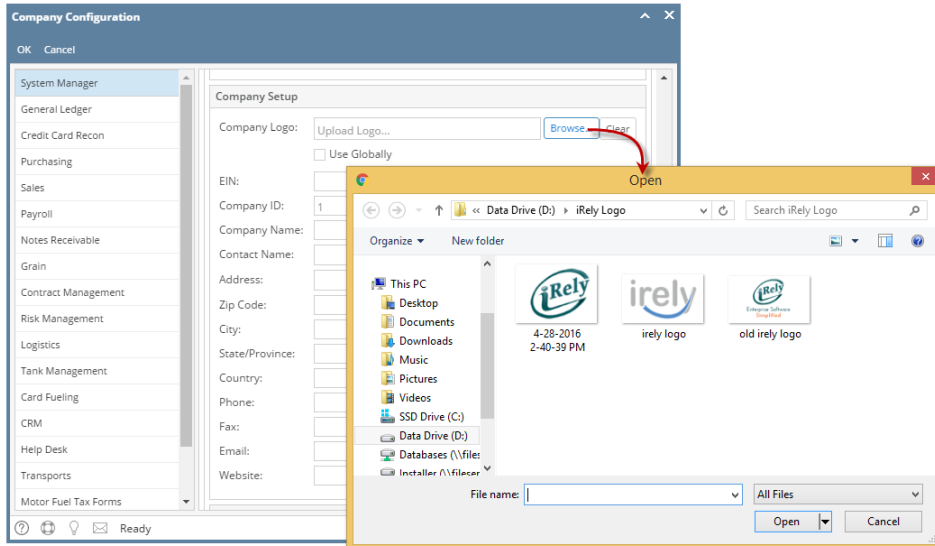 Company Configuration
OK Cancel
System Manager
General Ledger
Credit Card Recon
Purchasing
Sales
Payroll
Notes Receivable
Grain
Contract Management
Risk Management
Logistics
Tank Management
Card Fueling
CRM
Help Desk
Transports
Motor Fuel Tax Forms
Company Setup
Company Logo: Upload Logo... Browse... Clear
Use Globally
EIN:
Company ID: 1
Company Name:
Contact Name:
Address:
Zip Code:
City:
State/Province:
Country:
Phone:
Fax:
Email:
Website:
Ready
Open
« Data Drive (D:) iRely Logo Search iRely Logo
Organize New folder
This PC
Desktop
Documents
Downloads
Music
Pictures
Videos
SSD Drive (C:)
Data Drive (D:)
Databases (\\files
Installer (\\fileser
iRely
4-28-2016
2-40-39 PM
irely
irely logo
iRely
Enterprise Software
Simplified
old irely logo
File name: All Files
Open Cancel